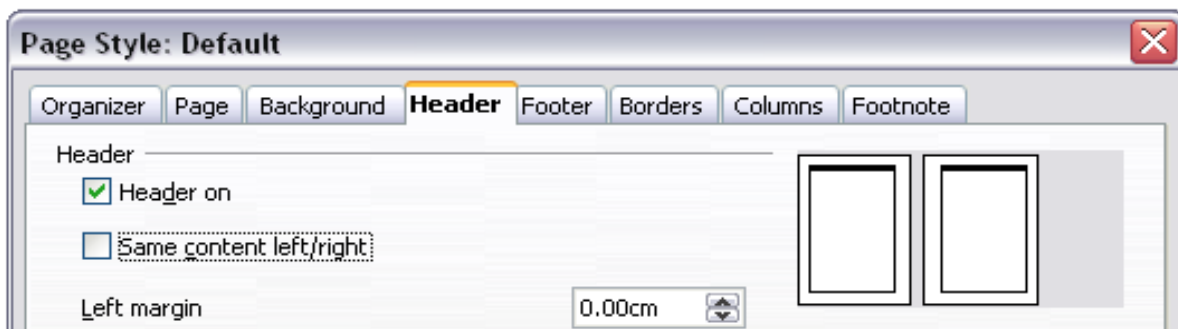 Page Style: Default
Organizer Page Background Header Footer Borders Columns Footnote
Header
Header on
Same content left/right
Left margin 0.00cm